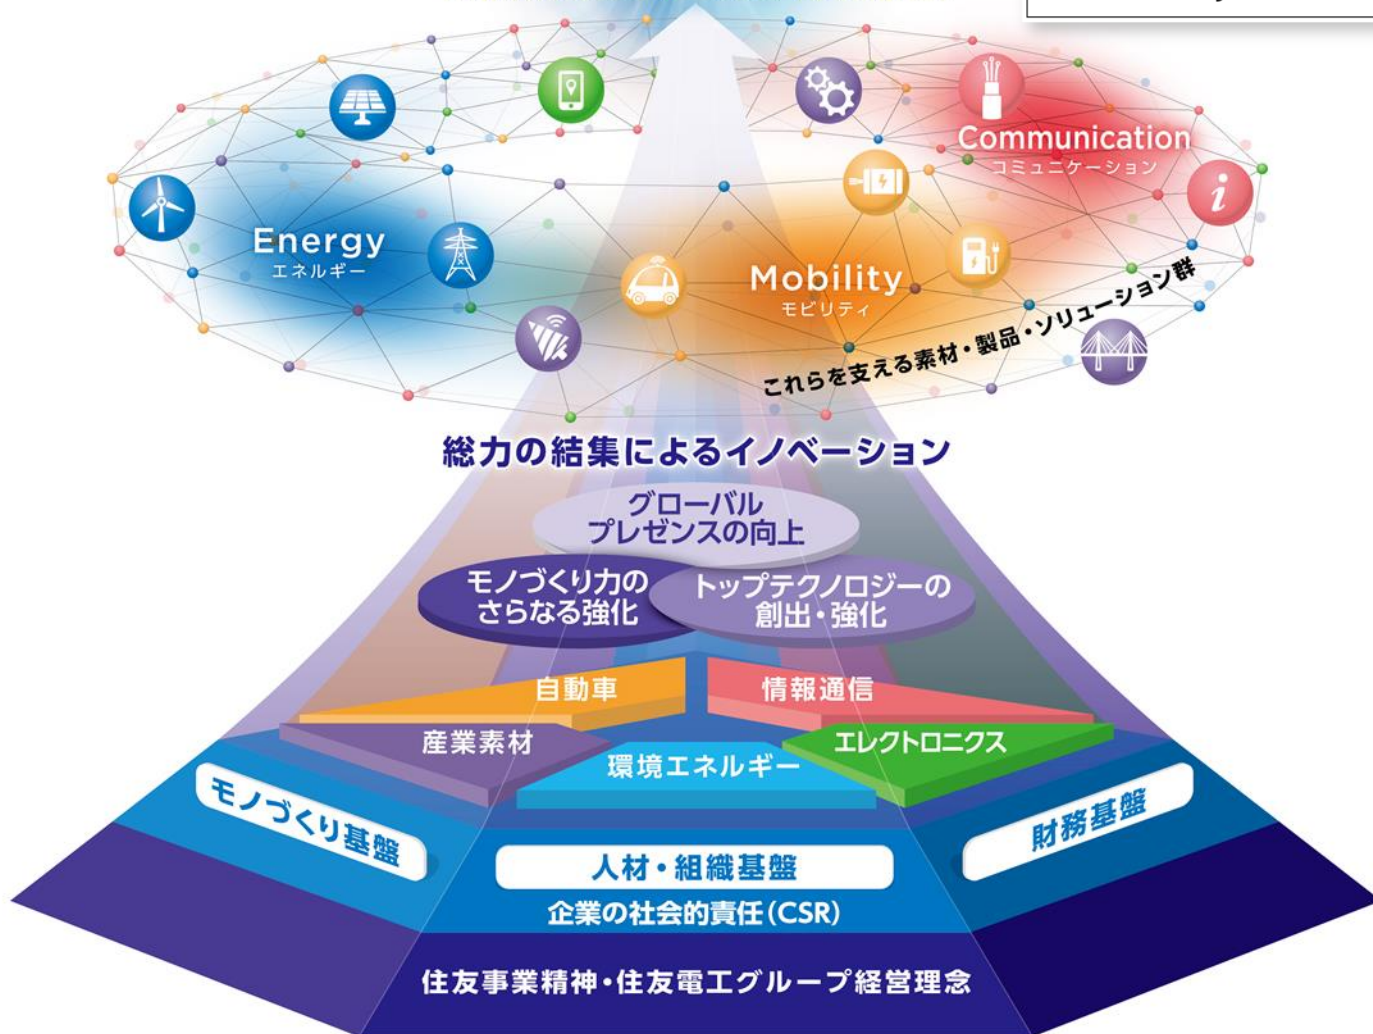 Communication
コミュニケーション
Energy
エネルギー
Mobility
モビリティ
これらを支える素材・製品・ソリューション群
総力の結集によるイノベーション
グローバル
プレゼンスの向上
モノづくり力の
さらなる強化
トップテクノロジーの
創出・強化
自動車
情報通信
産業素材
エレクトロニクス
環境エネルギー
モノづくり基盤
財務基盤
人材・組織基盤
企業の社会的責任(CSR)
住友事業精神・住友電工グループ経営理念